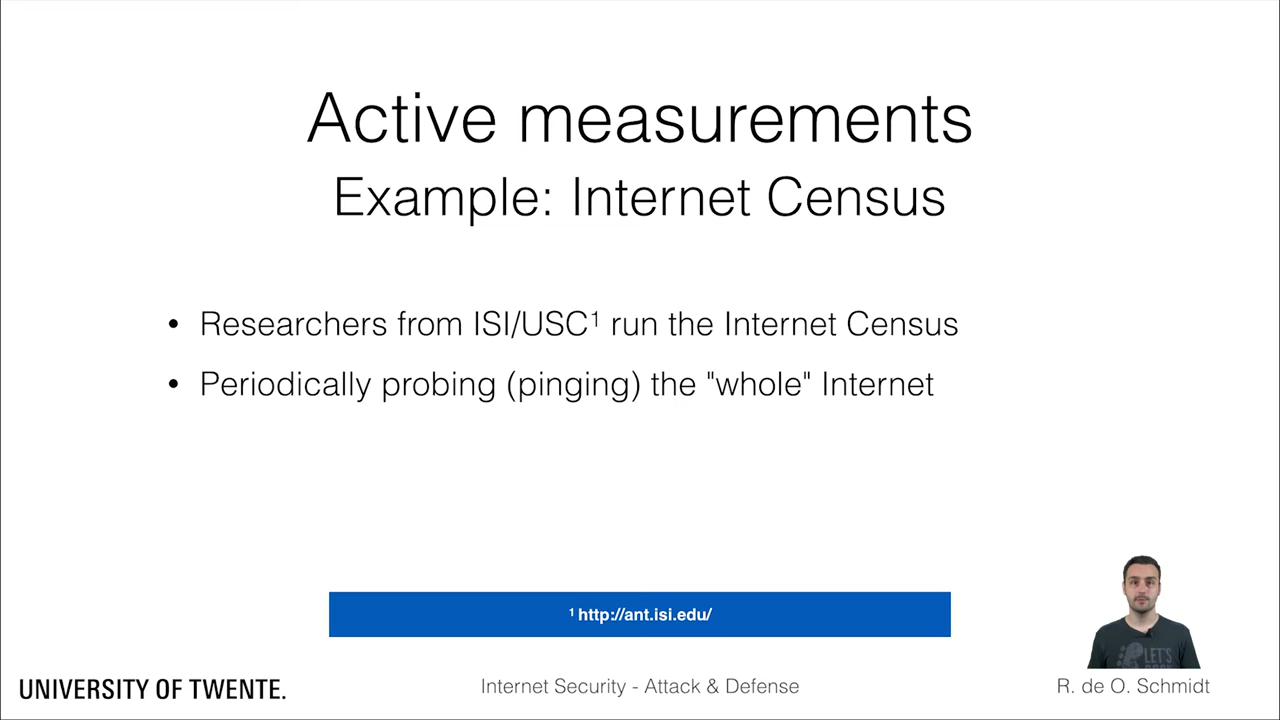 Active measurements
Example: Internet Census
• Researchers from ISI/USC¹ run the Internet Census
• Periodically probing (pinging) the "whole" Internet
¹ http://ant.isi.edu/
LET'S
UNIVERSITY OF TWENTE.
Internet Security - Attack & Defense
R. de O. Schmidt